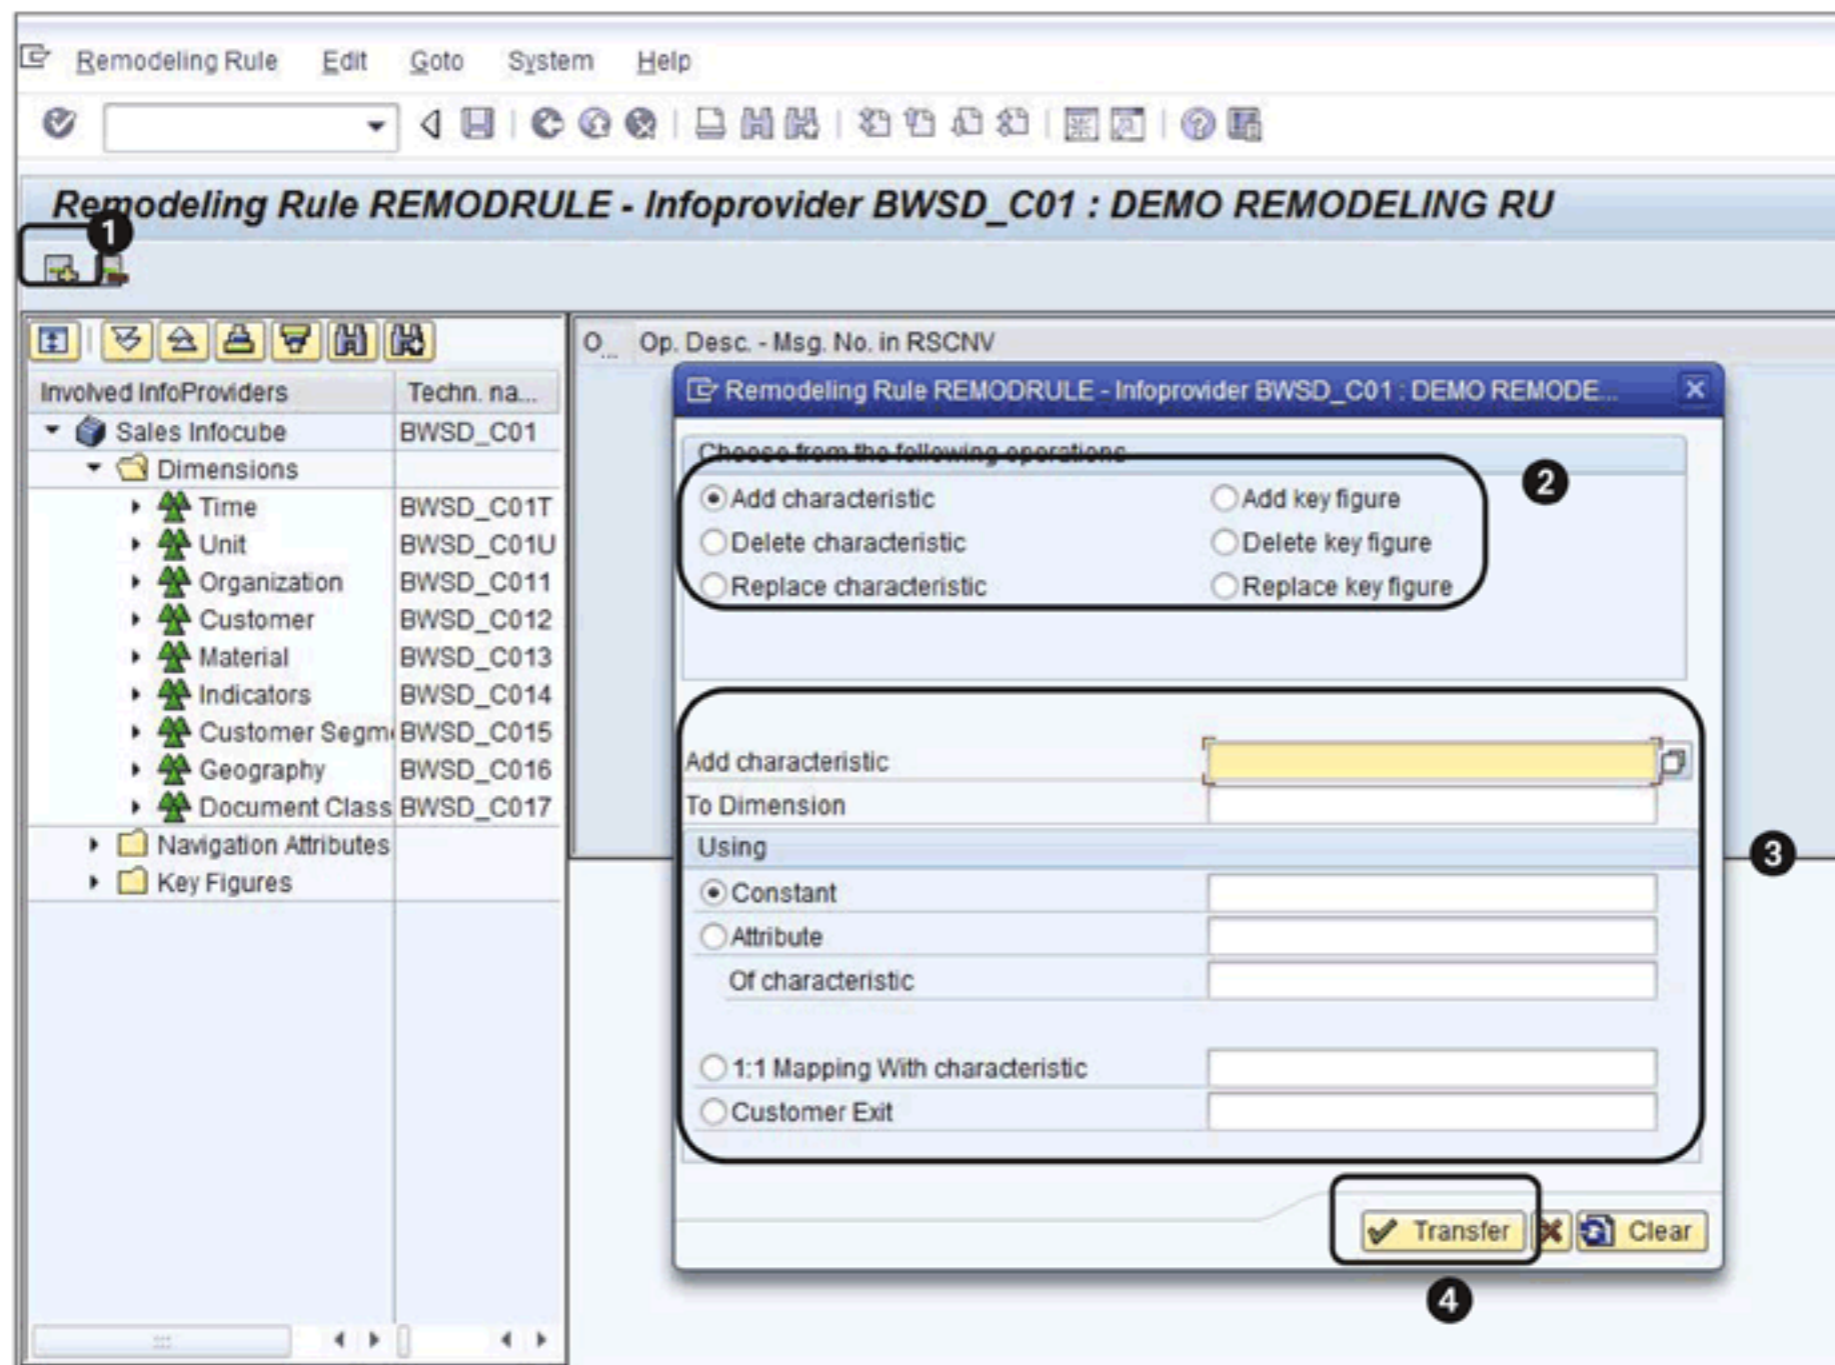 Remodeling Rule Edit Goto System Help
Remodeling Rule REMODRULE - Infoprovider BWSD_C01 : DEMO REMODELING RU
1
O... Op. Desc. - Msg. No. in RSCNV
Involved InfoProviders Techn. na...
Sales Infocube BWSD_C01
Dimensions
Time BWSD_C01T
Unit BWSD_C01U
Organization BWSD_C011
Customer BWSD_C012
Material BWSD_C013
Indicators BWSD_C014
Customer Segm BWSD_C015
Geography BWSD_C016
Document Class BWSD_C017
Navigation Attributes
Key Figures
Remodeling Rule REMODRULE - Infoprovider BWSD_C01 : DEMO REMODE...
Choose from the following operations
2
Add characteristic Add key figure
Delete characteristic Delete key figure
Replace characteristic Replace key figure
Add characteristic
To Dimension
Using
3
Constant
Attribute
Of characteristic
1:1 Mapping With characteristic
Customer Exit
Transfer Clear
4